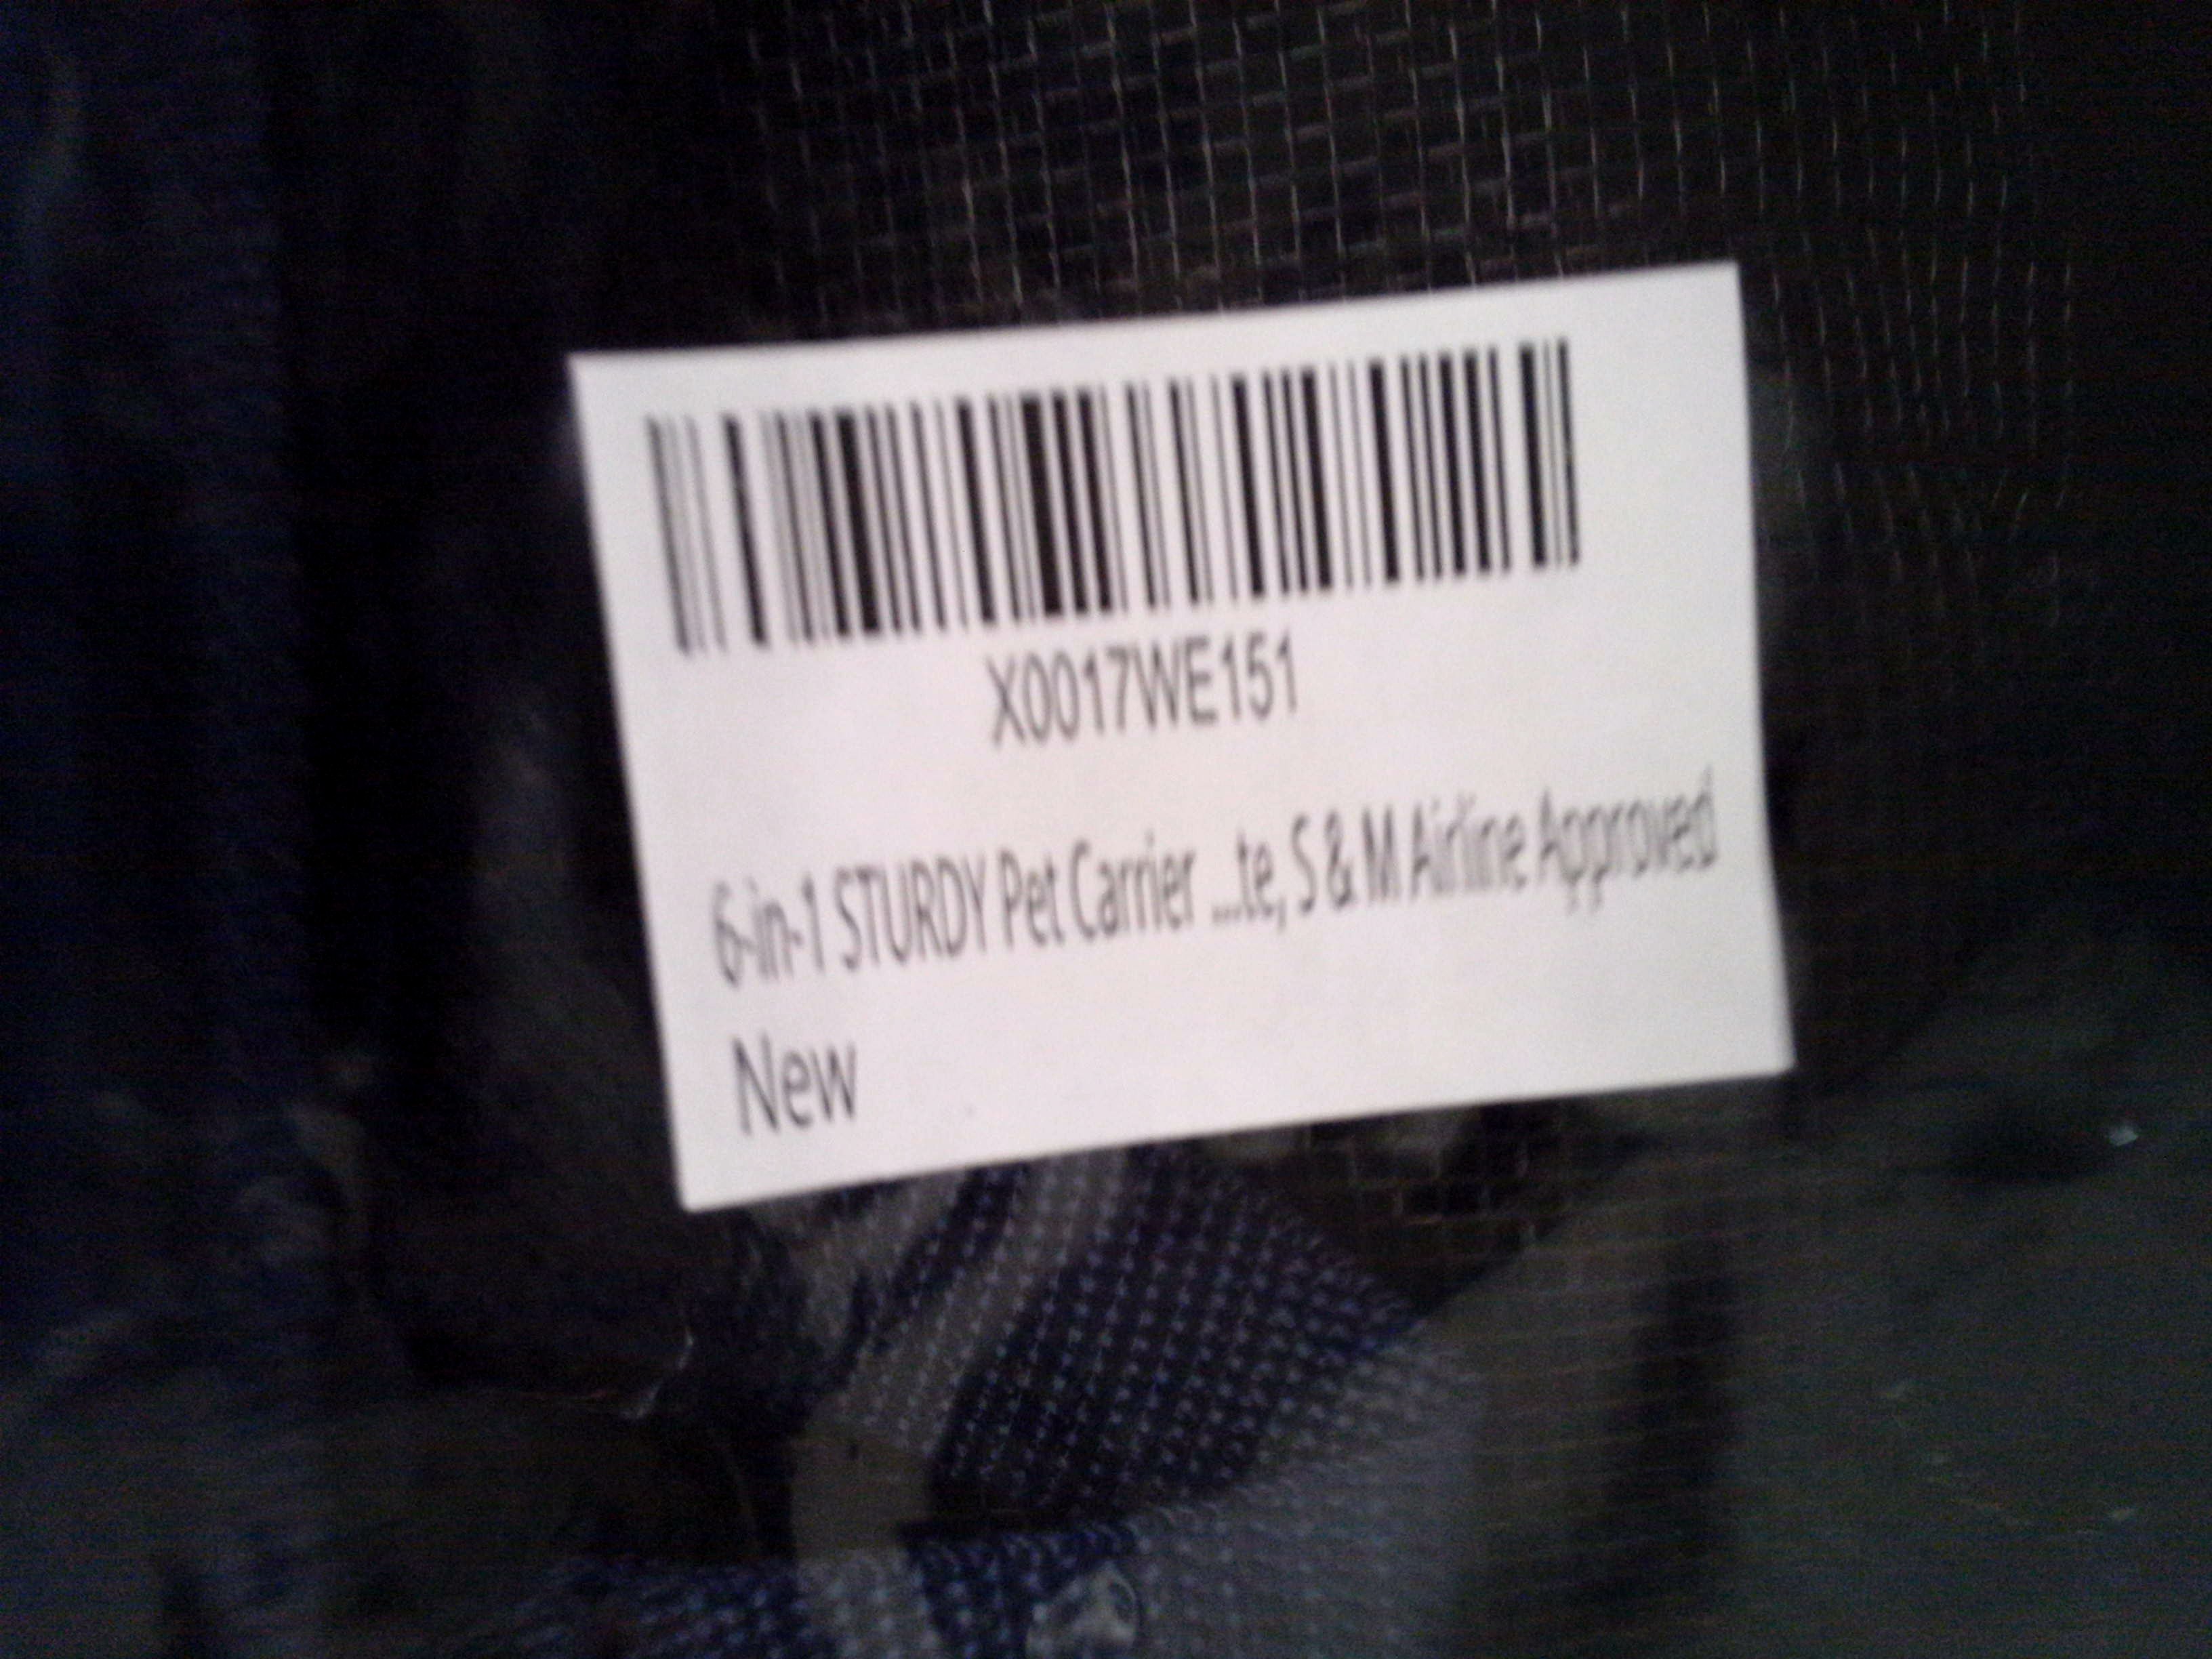 X0017WE151
6-in-1 STURDY Pet Carrier ...te, S & M Airline Approved
New